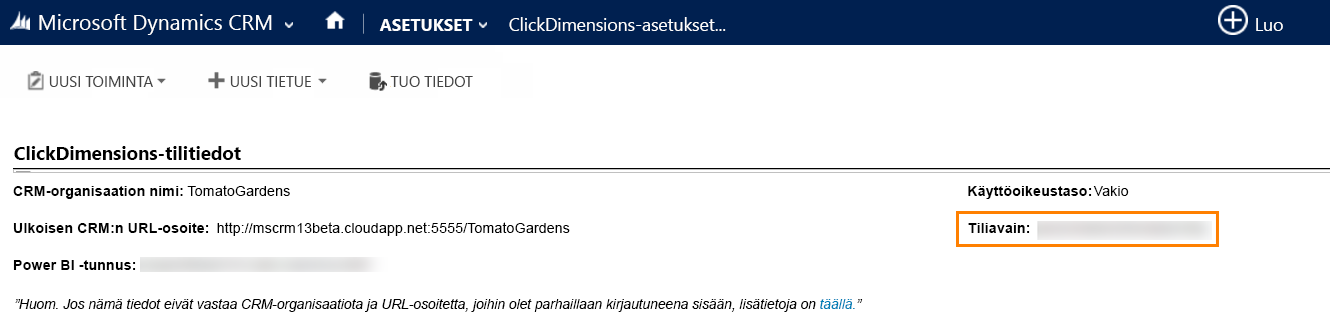 Microsoft Dynamics CRM ASETUKSET ClickDimensions-asetukset... Luo
UUSI TOIMINTA UUSI TIETUE TUO TIEDOT
ClickDimensions-tilitiedot
CRM-organisaation nimi: TomatoGardens Käyttöoikeustaso: Vakio
Ulkoisen CRM:n URL-osoite: http://mscrm13beta.cloudapp.net:5555/TomatoGardens Tiliavain:
Power BI -tunnus:
”Huom. Jos nämä tiedot eivät vastaa CRM-organisaatiota ja URL-osoitetta, joihin olet parhaillaan kirjautuneena sisään, lisätietoja on täällä.”